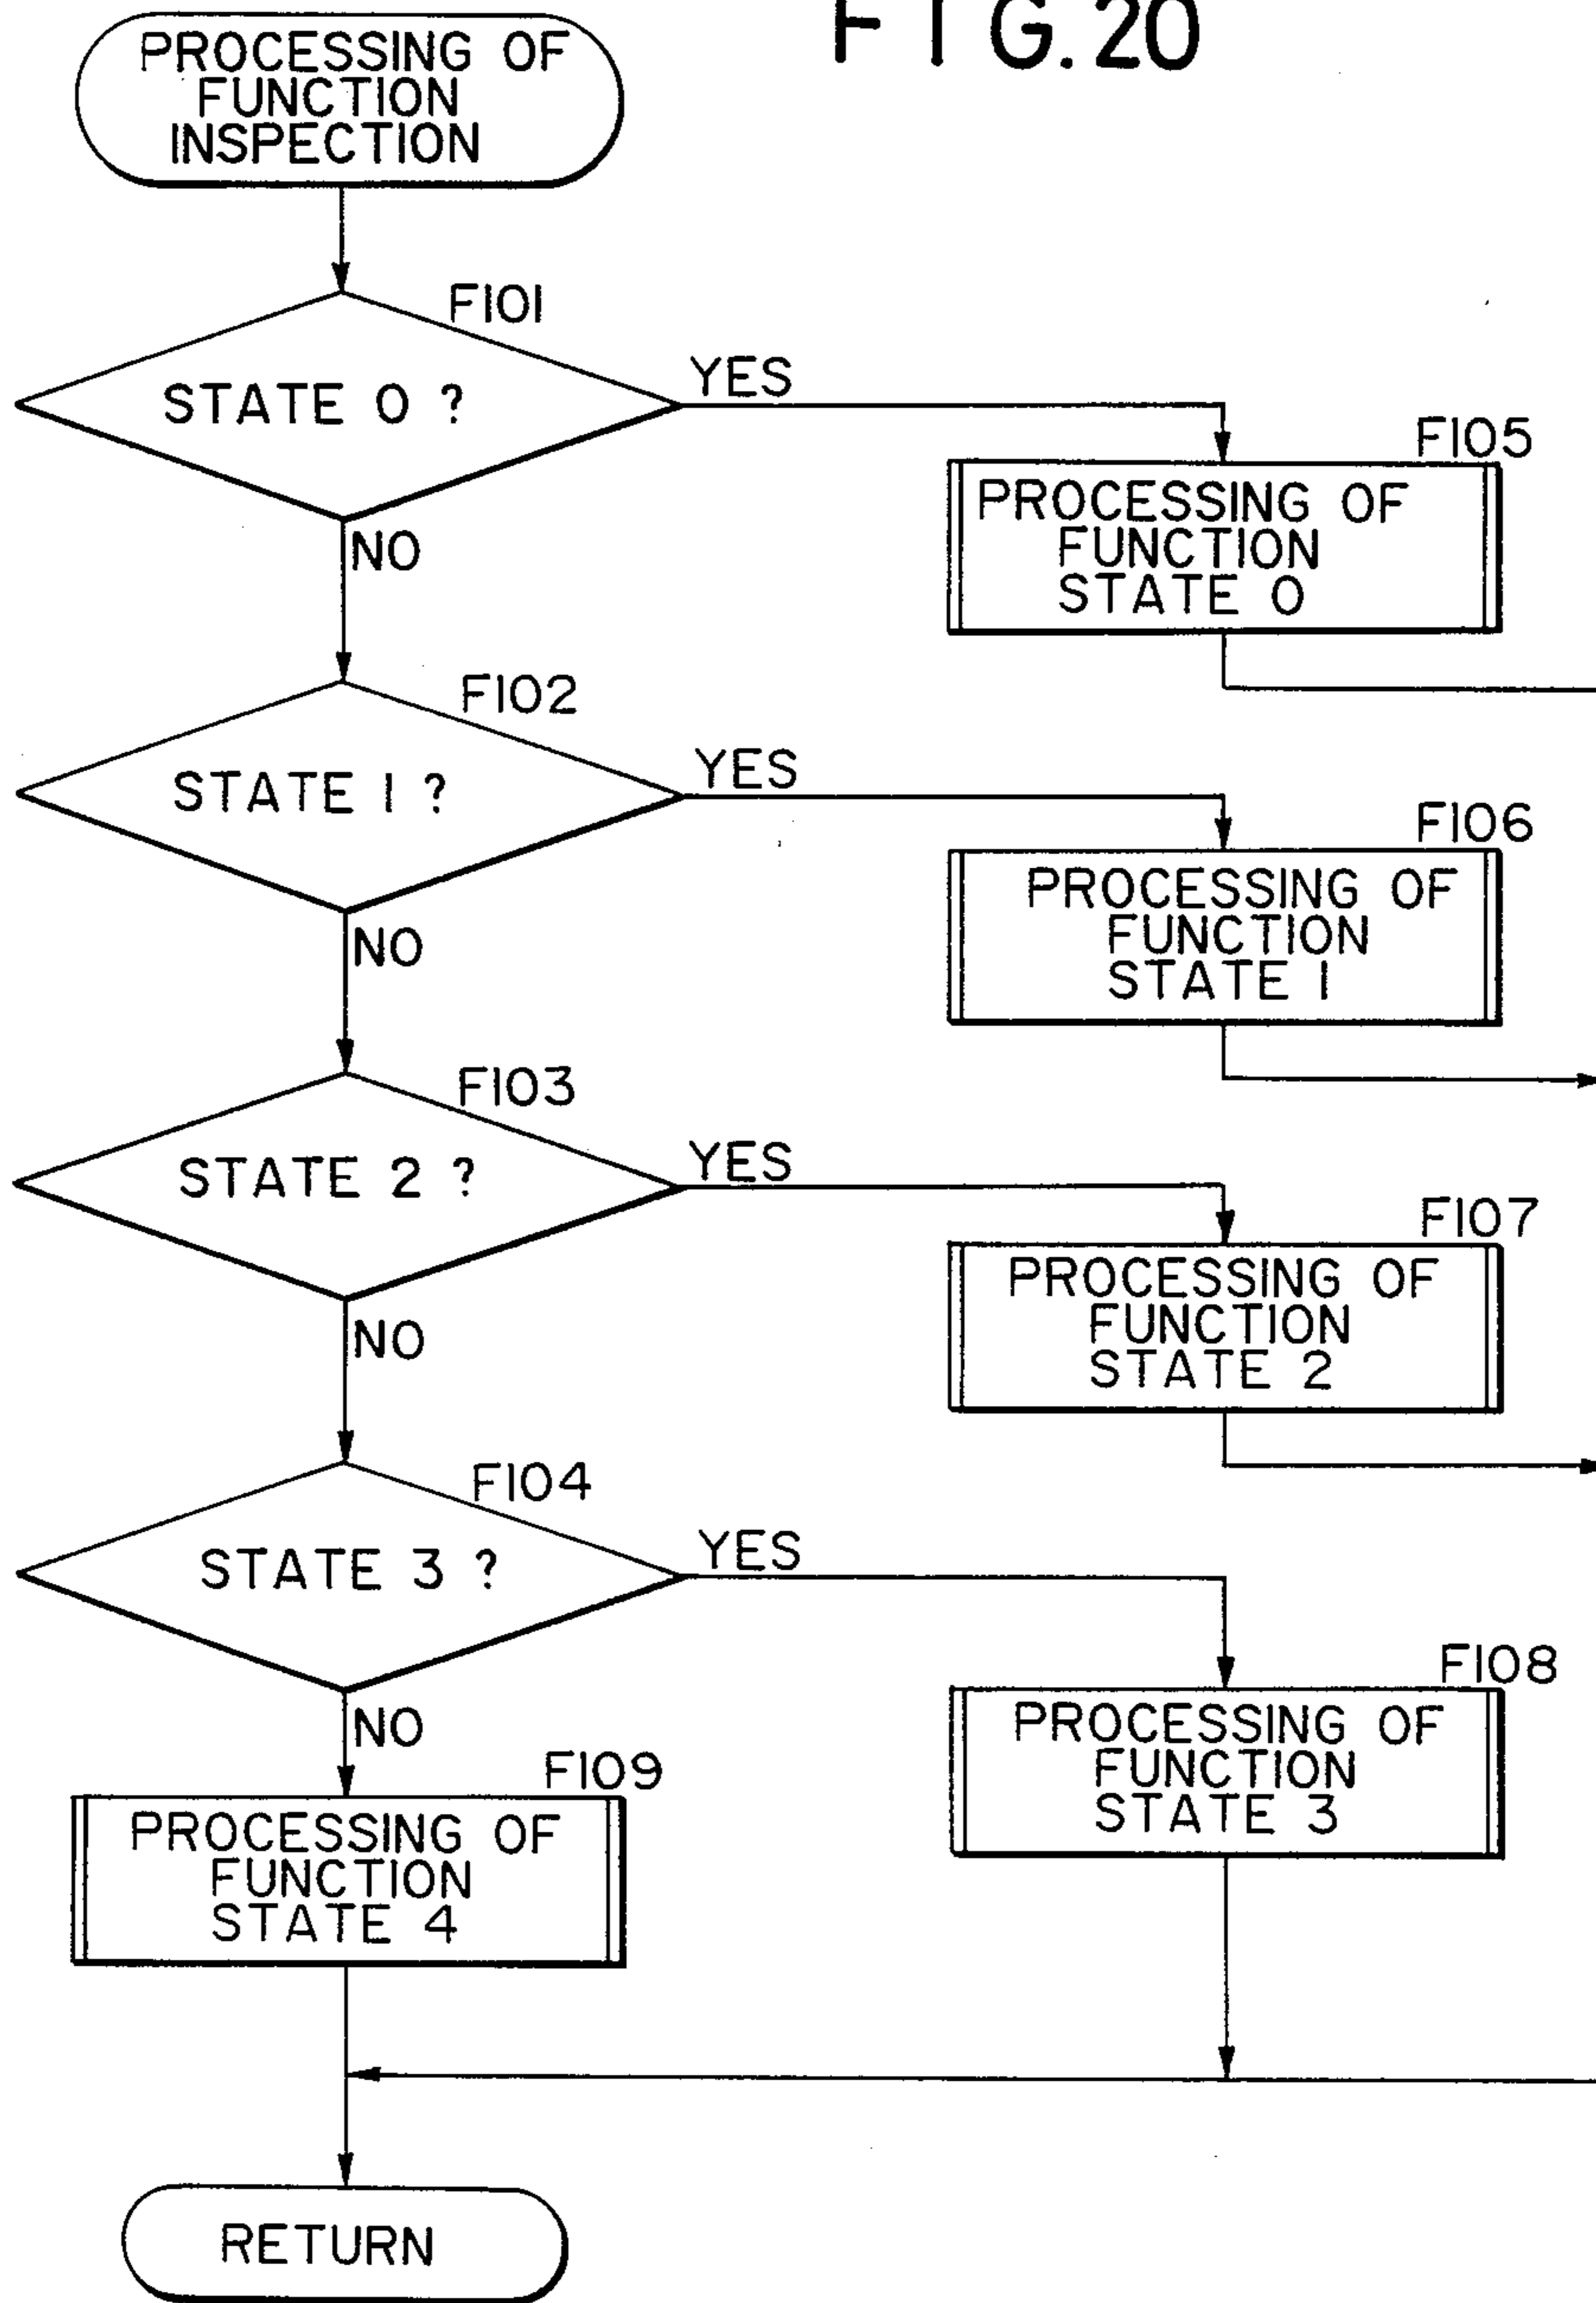 FIG.20
PROCESSING OF
FUNCTION
INSPECTION
F101
STATE 0 ?
YES
NO
F105
PROCESSING OF
FUNCTION
STATE 0
F102
STATE 1 ?
YES
NO
F106
PROCESSING OF
FUNCTION
STATE 1
F103
STATE 2 ?
YES
NO
F107
PROCESSING OF
FUNCTION
STATE 2
F104
STATE 3 ?
YES
NO
F108
PROCESSING OF
FUNCTION
STATE 3
F109
PROCESSING OF
FUNCTION
STATE 4
RETURN